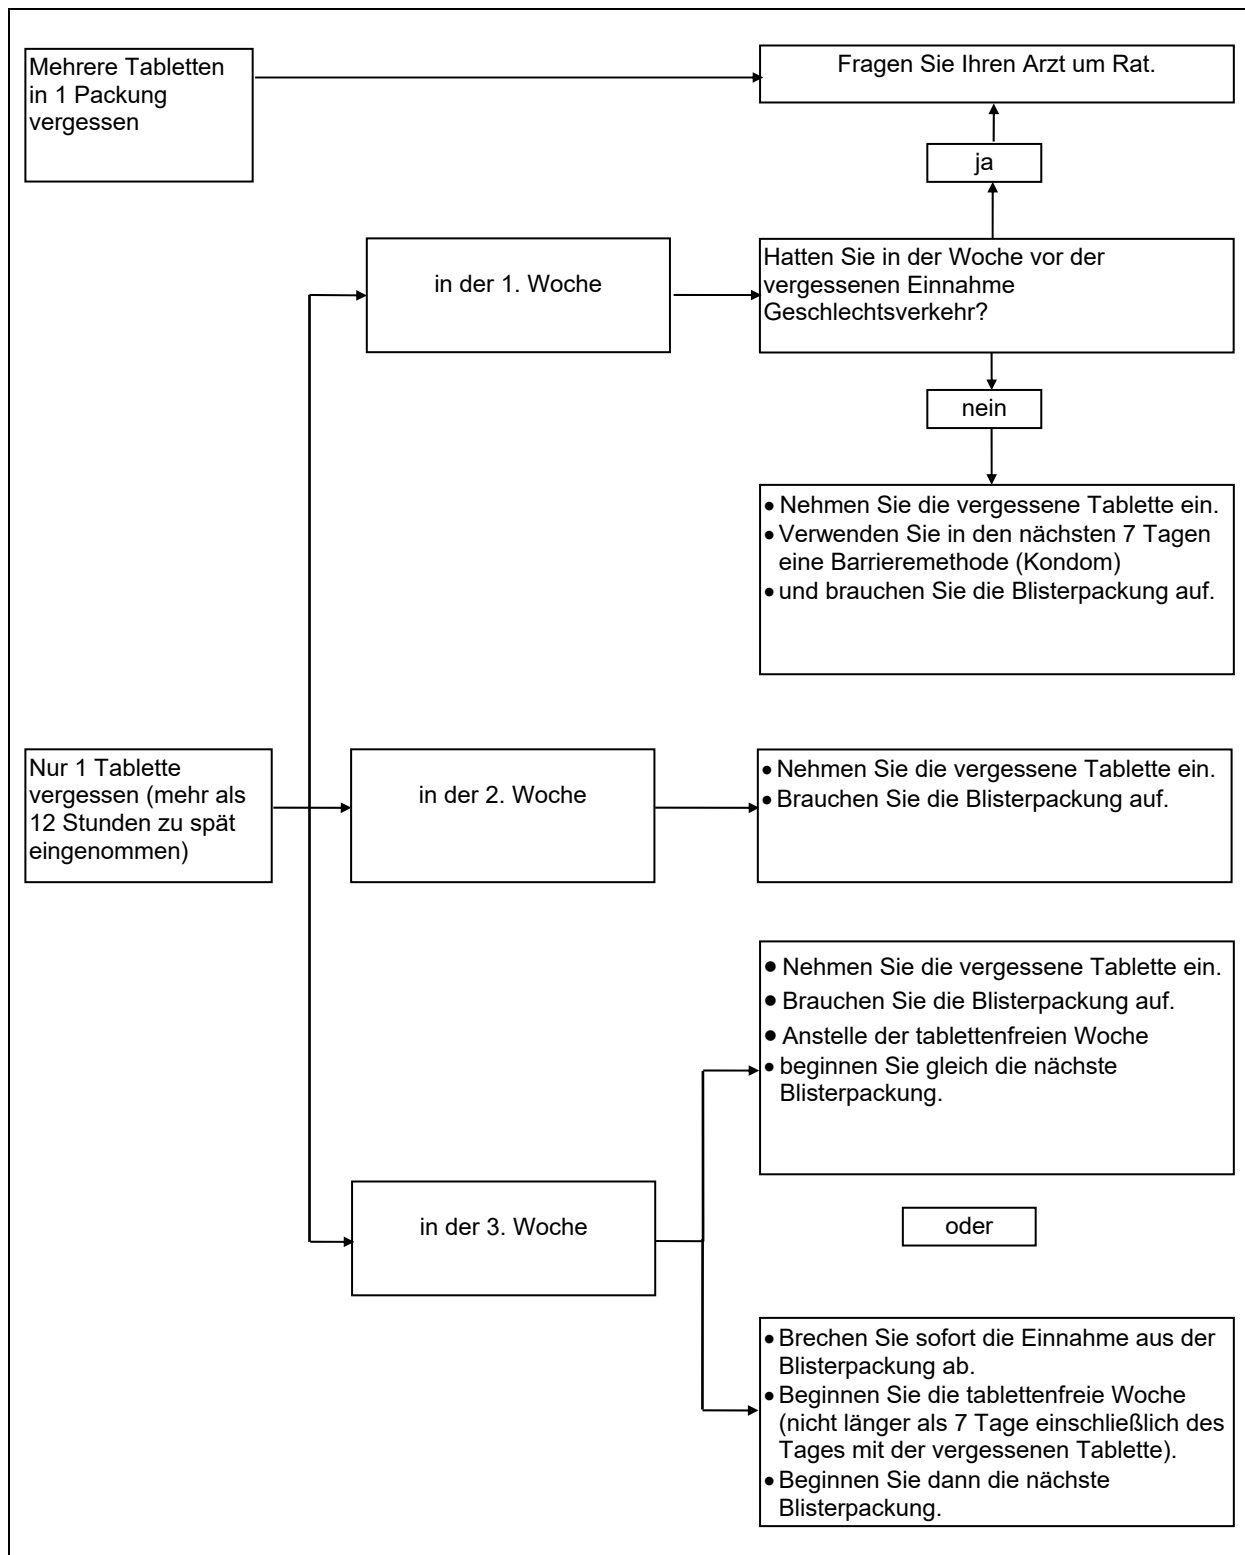 Mehrere Tabletten
in 1 Packung
vergessen
Fragen Sie Ihren Arzt um Rat.
ja
in der 1. Woche
Hatten Sie in der Woche vor der
vergessenen Einnahme
Geschlechtsverkehr?
nein
• Nehmen Sie die vergessene Tablette ein.
• Verwenden Sie in den nächsten 7 Tagen
eine Barrieremethode (Kondom)
• und brauchen Sie die Blisterpackung auf.
Nur 1 Tablette
vergessen (mehr als
12 Stunden zu spät
eingenommen)
in der 2. Woche
• Nehmen Sie die vergessene Tablette ein.
• Brauchen Sie die Blisterpackung auf.
• Nehmen Sie die vergessene Tablette ein.
• Brauchen Sie die Blisterpackung auf.
• Anstelle der tablettenfreien Woche
• beginnen Sie gleich die nächste
Blisterpackung.
in der 3. Woche
oder
• Brechen Sie sofort die Einnahme aus der
Blisterpackung ab.
• Beginnen Sie die tablettenfreie Woche
(nicht länger als 7 Tage einschließlich des
Tages mit der vergessenen Tablette).
• Beginnen Sie dann die nächste
Blisterpackung.